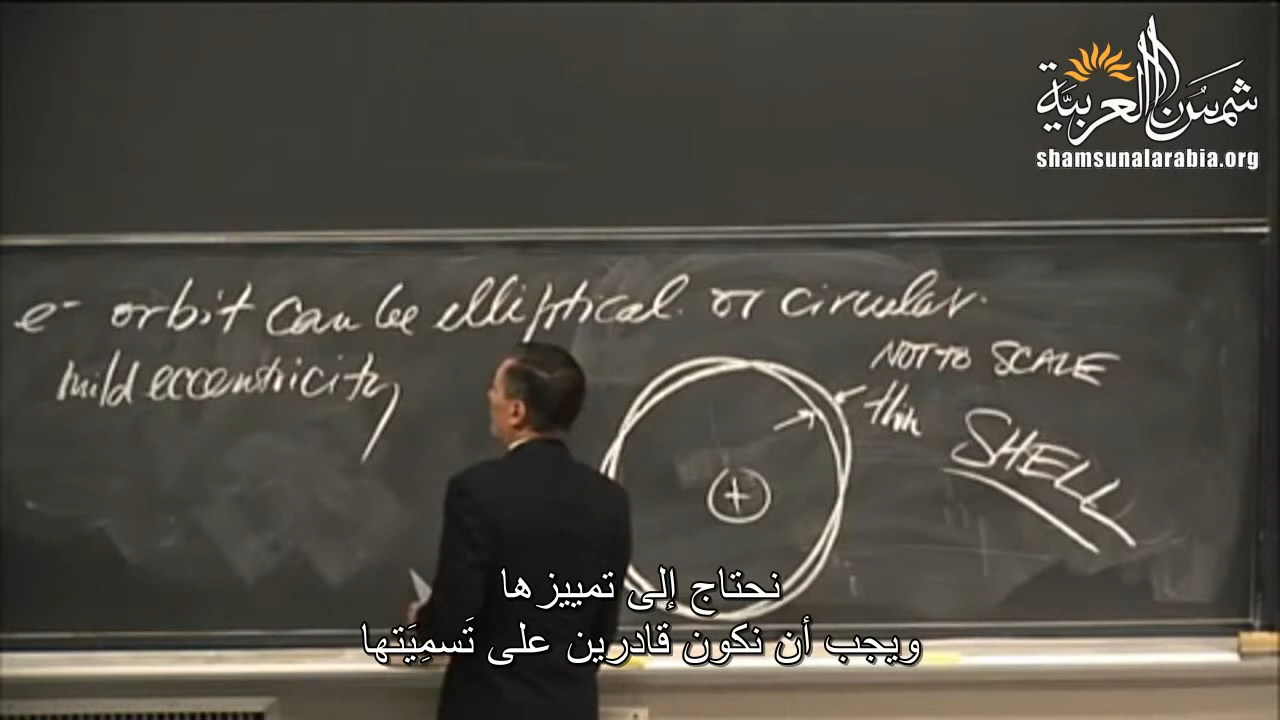 شمس العربية
shamsunalarabia.org
e⁻ orbit can be elliptical or circular.
mild eccentricity
NOT TO SCALE
thin
SHELL
+
نحتاج إلى تمييزها
ويجب أن نكون قادرين على تَسمِيَتها